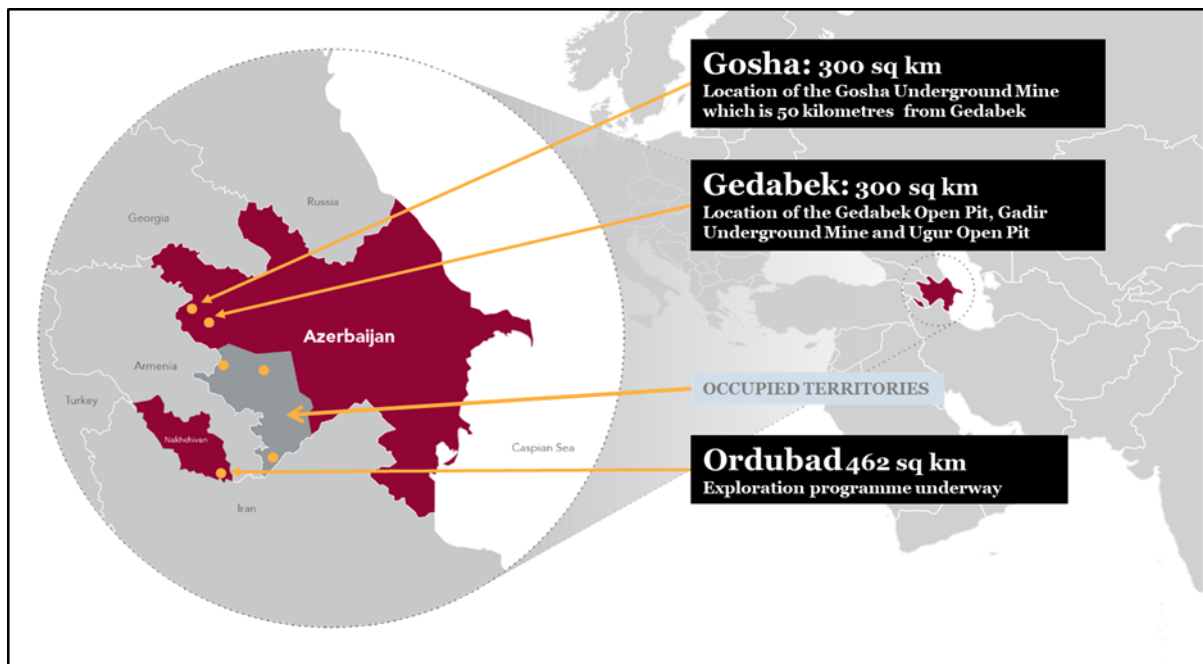 Gosha: 300 sq km
Location of the Gosha Underground Mine
which is 50 kilometres from Gedabek
Gedabek: 300 sq km
Location of the Gedabek Open Pit, Gadir
Underground Mine and Ugur Open Pit
Russia
Georgia
Azerbaijan
Armenia
Turkey
OCCUPIED TERRITORIES
Nakhchivan
Caspian Sea
Ordubad 462 sq km
Exploration programme underway
Iran